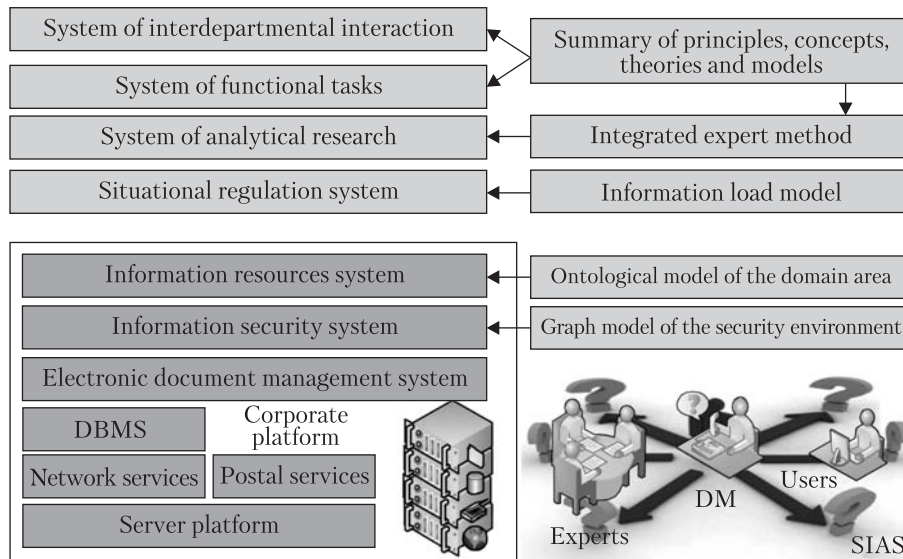 System of interdepartmental interaction
Summary of principles, concepts,
theories and models
System of functional tasks
System of analytical research
Integrated expert method
Situational regulation system
Information load model
Information resources system
Ontological model of the domain area
Information security system
Graph model of the security environment
Electronic document management system
DBMS
Corporate
platform
Network services
Postal services
Server platform
?
?
?
?
?
?
?
Experts
DM
Users
SIAS